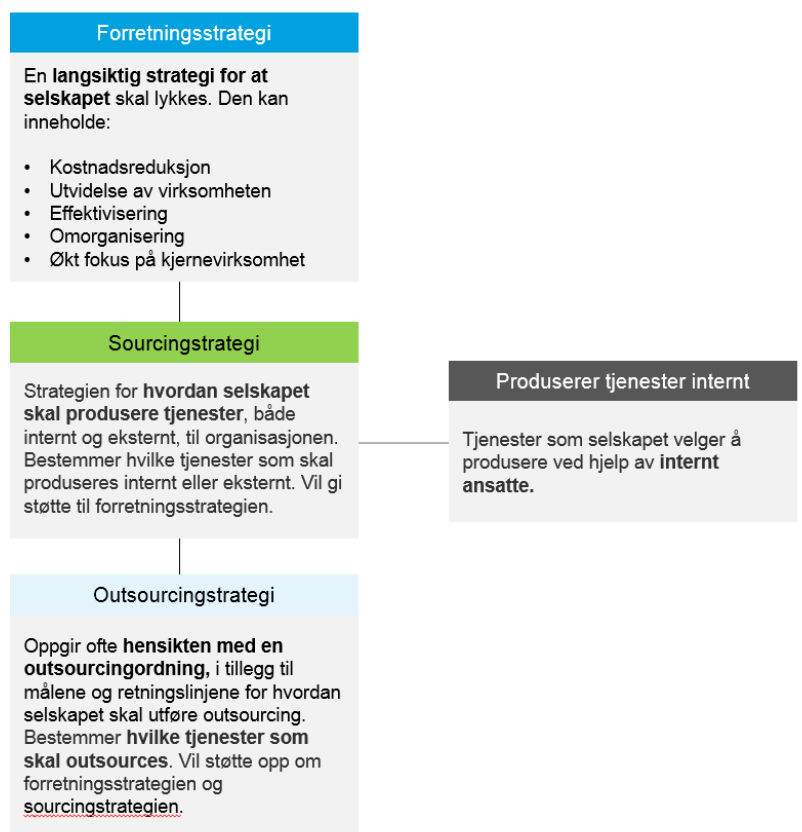 Forretningsstrategi
En langsiktig strategi for at
selskapet skal lykkes. Den kan
inneholde:
• Kostnadsreduksjon
• Utvidelse av virksomheten
• Effektivisering
• Omorganisering
• Økt fokus på kjernevirksomhet
Sourcingstrategi
Strategien for hvordan selskapet
skal produsere tjenester, både
internt og eksternt, til organisasjonen.
Bestemmer hvilke tjenester som skal
produseres internt eller eksternt. Vil gi
støtte til forretningsstrategien.
Produserer tjenester internt
Tjenester som selskapet velger å
produsere ved hjelp av internt
ansatte.
Outsourcingstrategi
Oppgir ofte hensikten med en
outsourcingordning, i tillegg til
målene og retningslinjene for hvordan
selskapet skal utføre outsourcing.
Bestemmer hvilke tjenester som
skal outsources. Vil støtte opp om
forretningsstrategien og
sourcingstrategien.